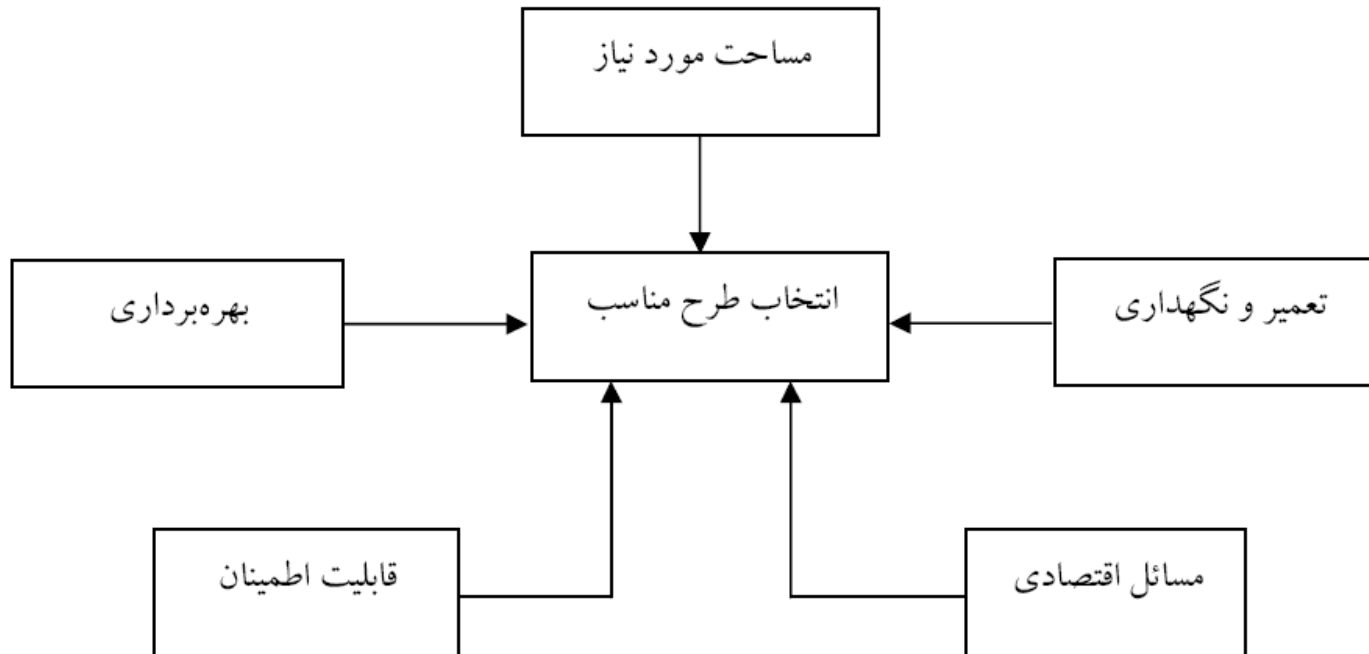 مساحت مورد نیاز
تعمیر و نگهداری
انتخاب طرح مناسب
بهره‌برداری
مسائل اقتصادی
قابلیت اطمینان